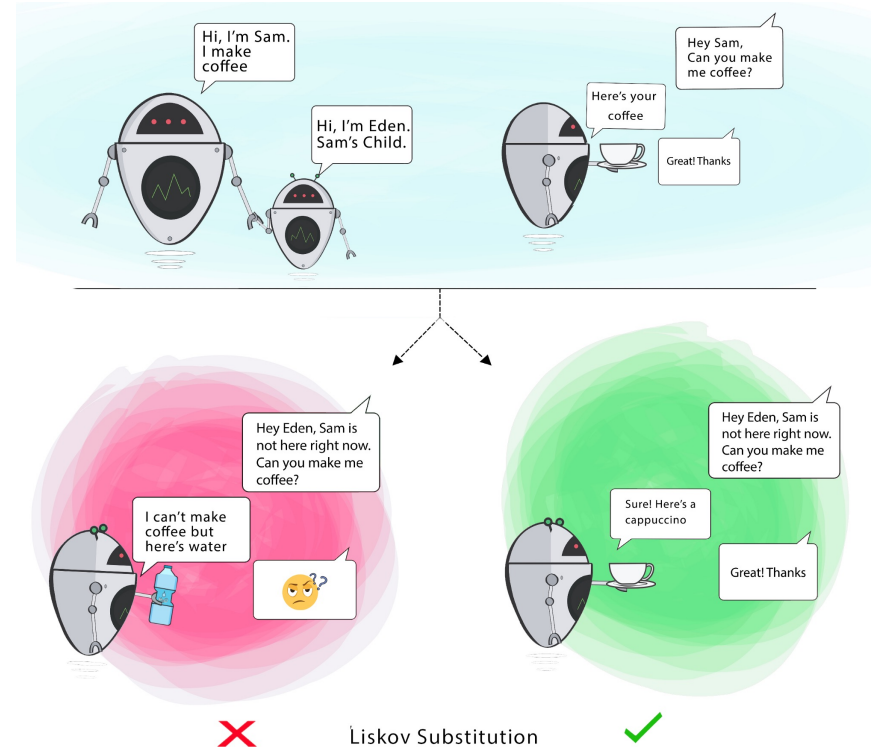 Hi, I'm Sam.
I make
coffee
Hi, I'm Eden.
Sam's Child.
Hey Sam,
Can you make
me coffee?
Here's your
coffee
Great! Thanks
Hey Eden, Sam is
not here right now.
Can you make me
coffee?
I can't make
coffee but
here's water
??
Hey Eden, Sam is
not here right now.
Can you make me
coffee?
Sure! Here's a
cappuccino
Great! Thanks
Liskov Substitution